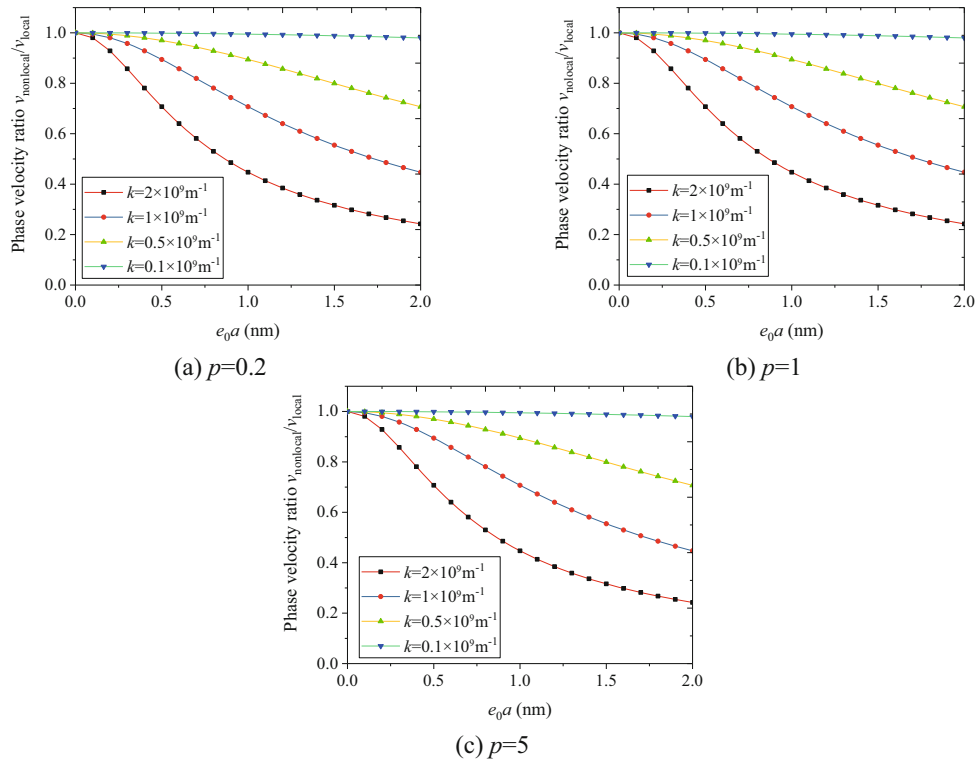 Phase velocity ratio vnonlocal/vlocal
1.0
0.8
0.6
0.4
0.2
0.0
k=2×10⁹m⁻¹
k=1×10⁹m⁻¹
k=0.5×10⁹m⁻¹
k=0.1×10⁹m⁻¹
0.0 0.5 1.0 1.5 2.0
e₀a (nm)
(a) p=0.2
Phase velocity ratio vnolocal/vlocal
1.0
0.8
0.6
0.4
0.2
0.0
k=2×10⁹m⁻¹
k=1×10⁹m⁻¹
k=0.5×10⁹m⁻¹
k=0.1×10⁹m⁻¹
0.0 0.5 1.0 1.5 2.0
e₀a (nm)
(b) p=1
Phase velocity ratio vnonlocal/vlocal
1.0
0.8
0.6
0.4
0.2
0.0
k=2×10⁹m⁻¹
k=1×10⁹m⁻¹
k=0.5×10⁹m⁻¹
k=0.1×10⁹m⁻¹
0.0 0.5 1.0 1.5 2.0
e₀a (nm)
(c) p=5